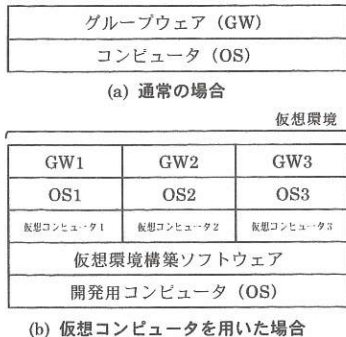 グループウェア (GW)
コンピュータ (OS)
(a) 通常の場合
仮想環境
GW1 GW2 GW3
OS1 OS2 OS3
仮想コンピュータ1 仮想コンピュータ2 仮想コンピュータ3
仮想環境構築ソフトウェア
開発用コンピュータ (OS)
(b) 仮想コンピュータを用いた場合